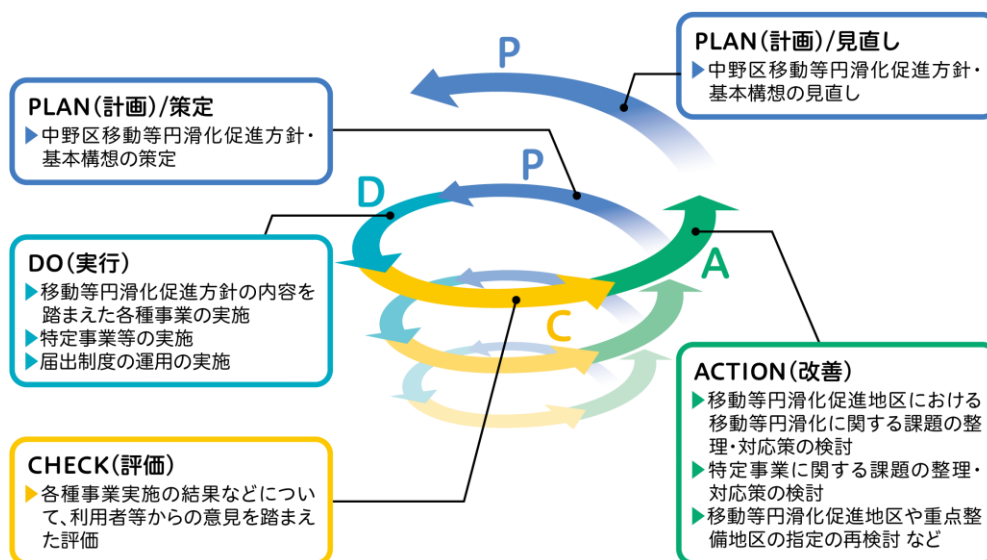 PLAN(計画)/策定
▶中野区移動等円滑化促進方針・
基本構想の策定
DO(実行)
▶移動等円滑化促進方針の内容を
踏まえた各種事業の実施
▶特定事業等の実施
▶届出制度の運用の実施
CHECK(評価)
▶各種事業実施の結果などについ
て、利用者等からの意見を踏まえ
た評価
P
P
D
C
A
PLAN(計画)/見直し
▶中野区移動等円滑化促進方針・
基本構想の見直し
ACTION(改善)
▶移動等円滑化促進地区における
移動等円滑化に関する課題の整
理・対応策の検討
▶特定事業に関する課題の整理・
対応策の検討
▶移動等円滑化促進地区や重点整
備地区の指定の再検討 など